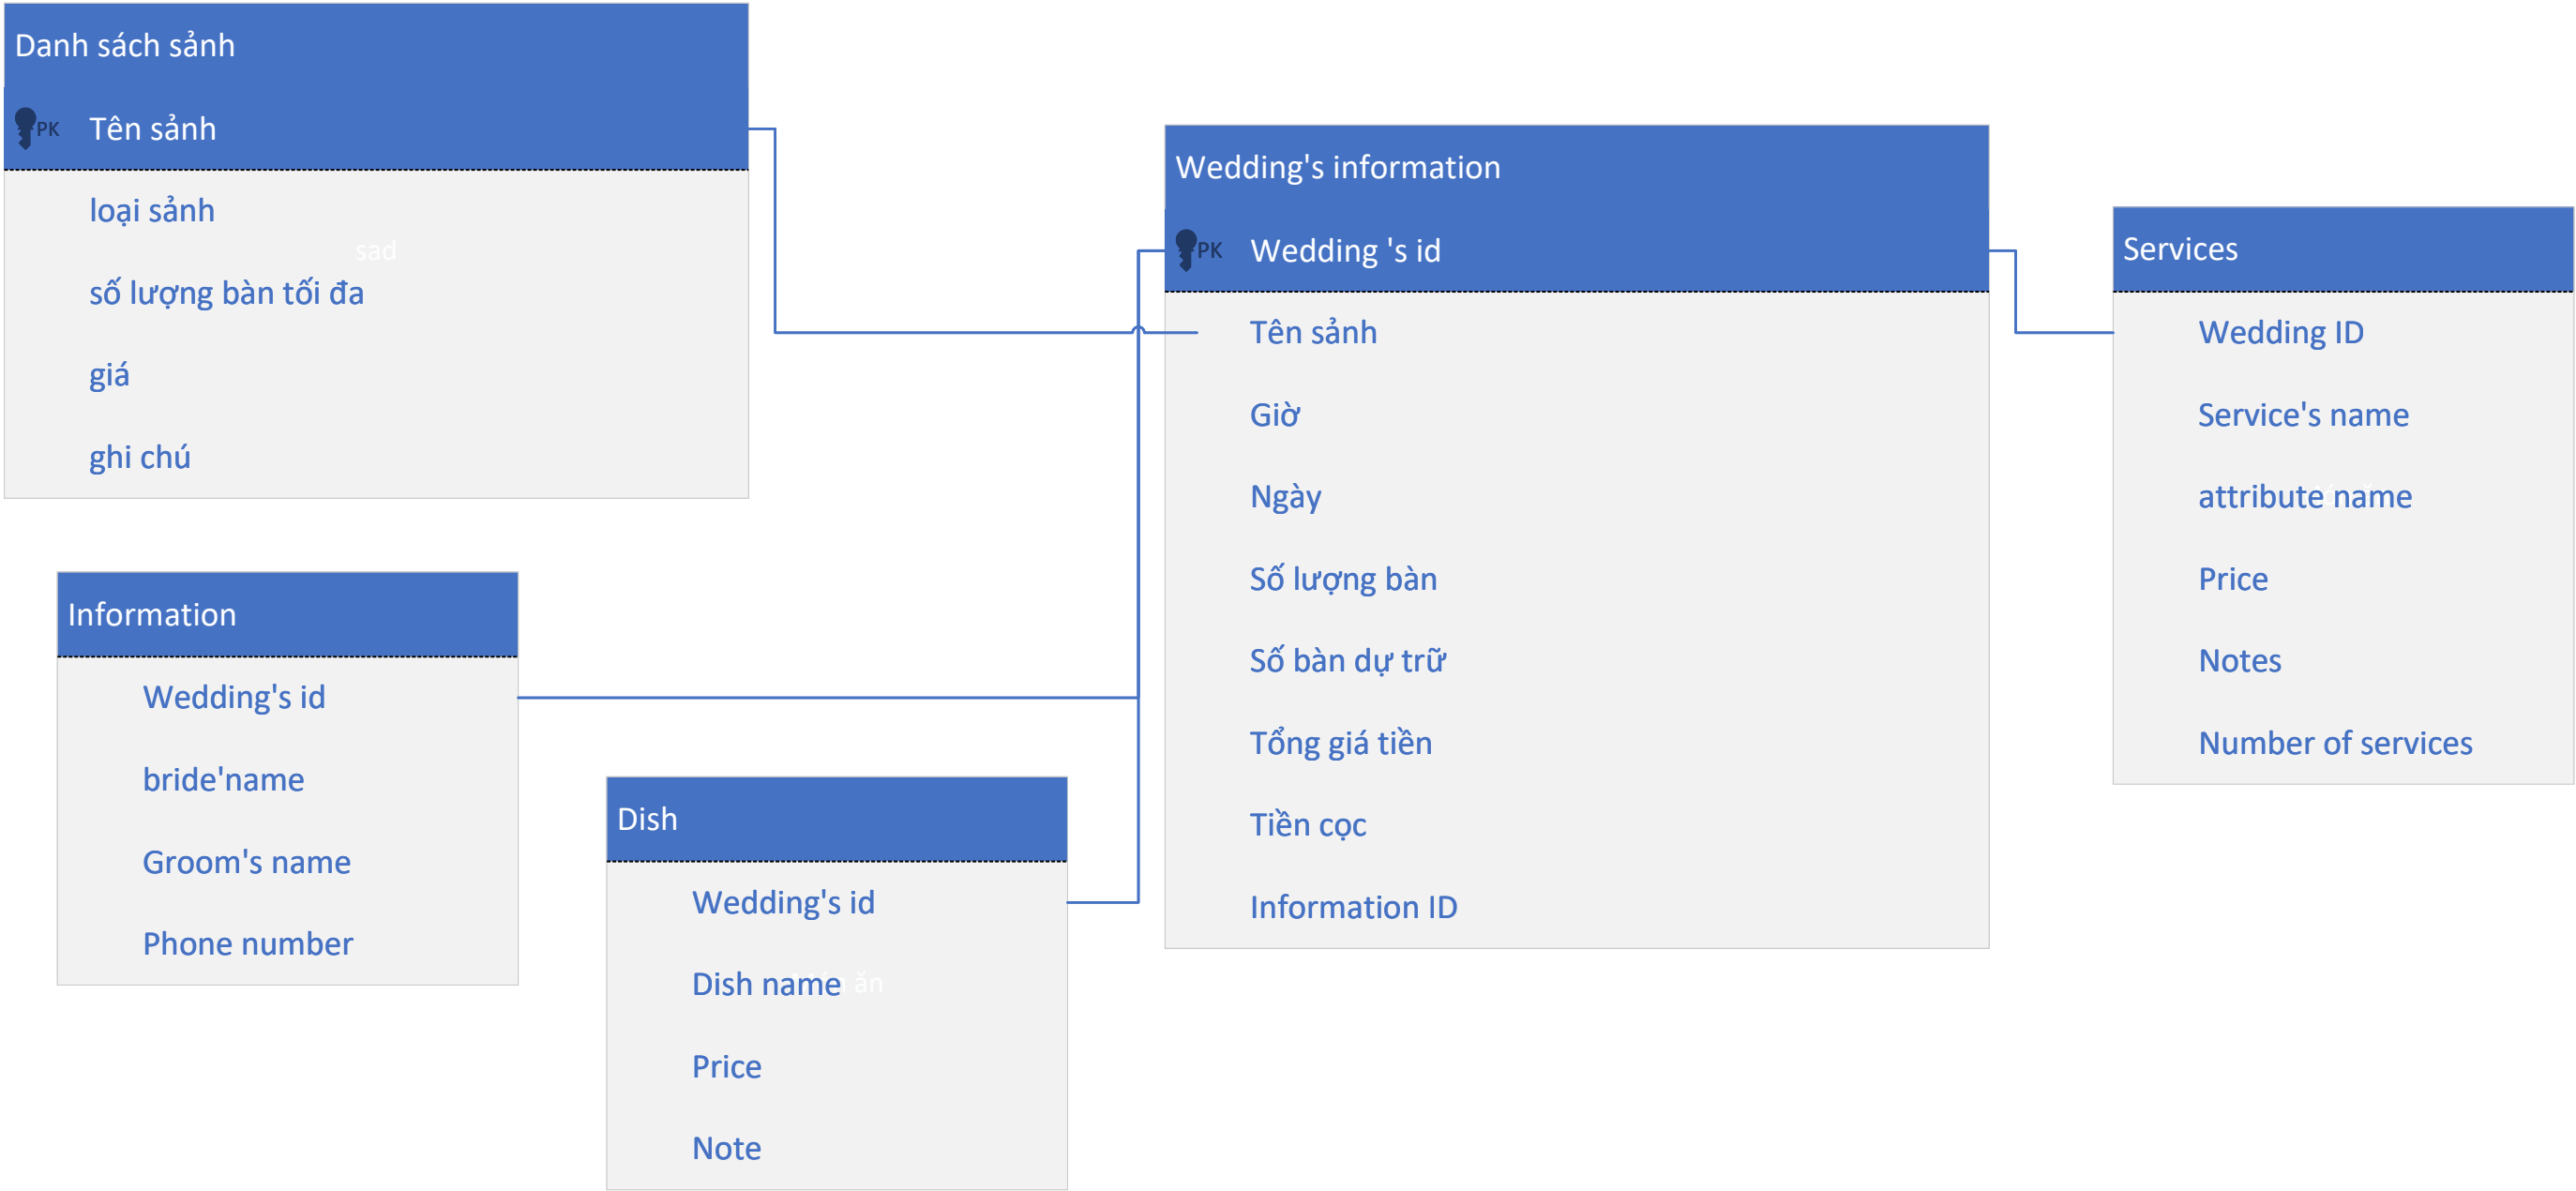 Danh sách sảnh
PK Tên sảnh
loại sảnh
sad
số lượng bàn tối đa
giá
ghi chú
Wedding's information
PK Wedding 's id
Tên sảnh
Giờ
Ngày
Số lượng bàn
Số bàn dự trữ
Tổng giá tiền
Tiền cọc
Information ID
Services
Wedding ID
Service's name
attribute name
Price
Notes
Number of services
Information
Wedding's id
bride'name
Groom's name
Phone number
Dish
Wedding's id
Dish name
ăn
Price
Note